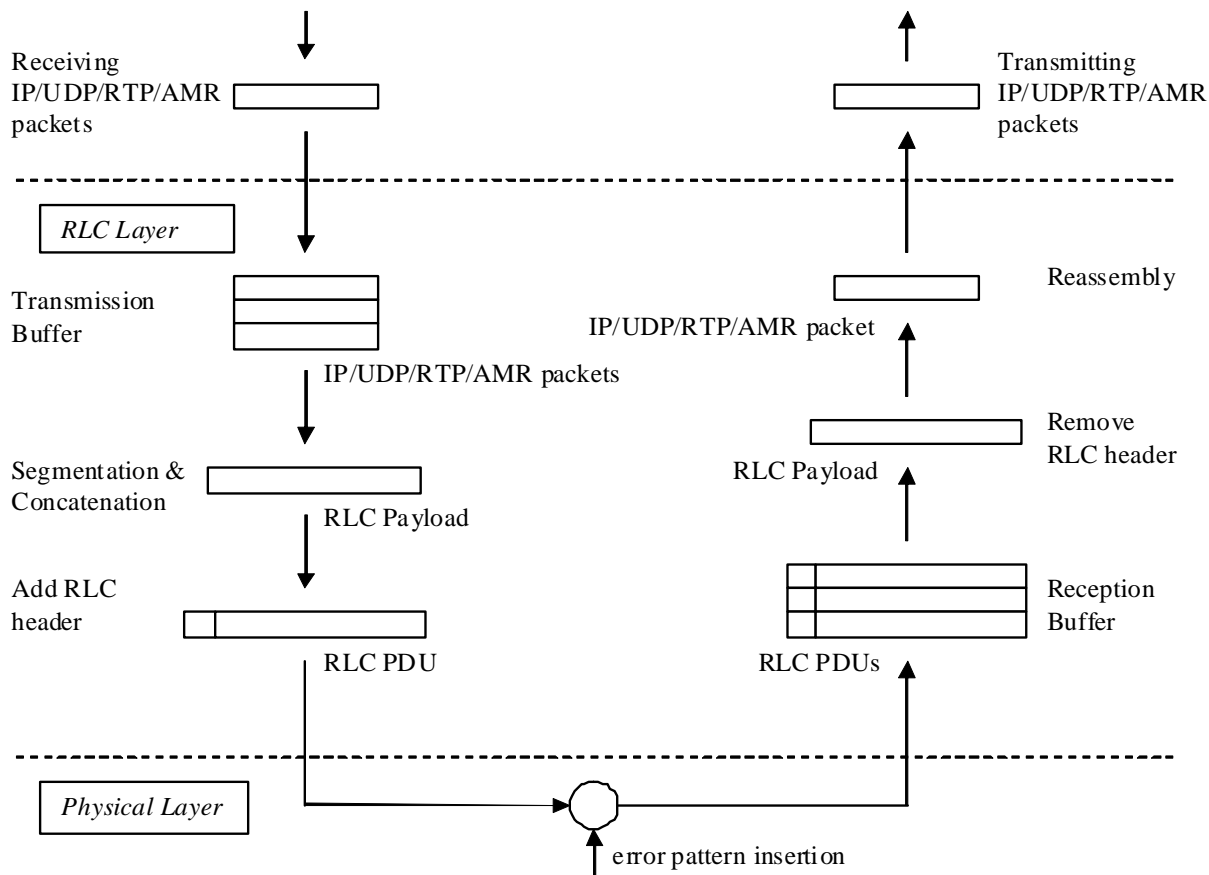 Receiving
IP/UDP/RTP/AMR
packets
Transmitting
IP/UDP/RTP/AMR
packets
RLC Layer
Transmission
Buffer
IP/UDP/RTP/AMR packets
Reassembly
IP/UDP/RTP/AMR packet
Segmentation &
Concatenation
RLC Payload
Remove
RLC header
RLC Payload
Add RLC
header
RLC PDU
Reception
Buffer
RLC PDUs
Physical Layer
error pattern insertion